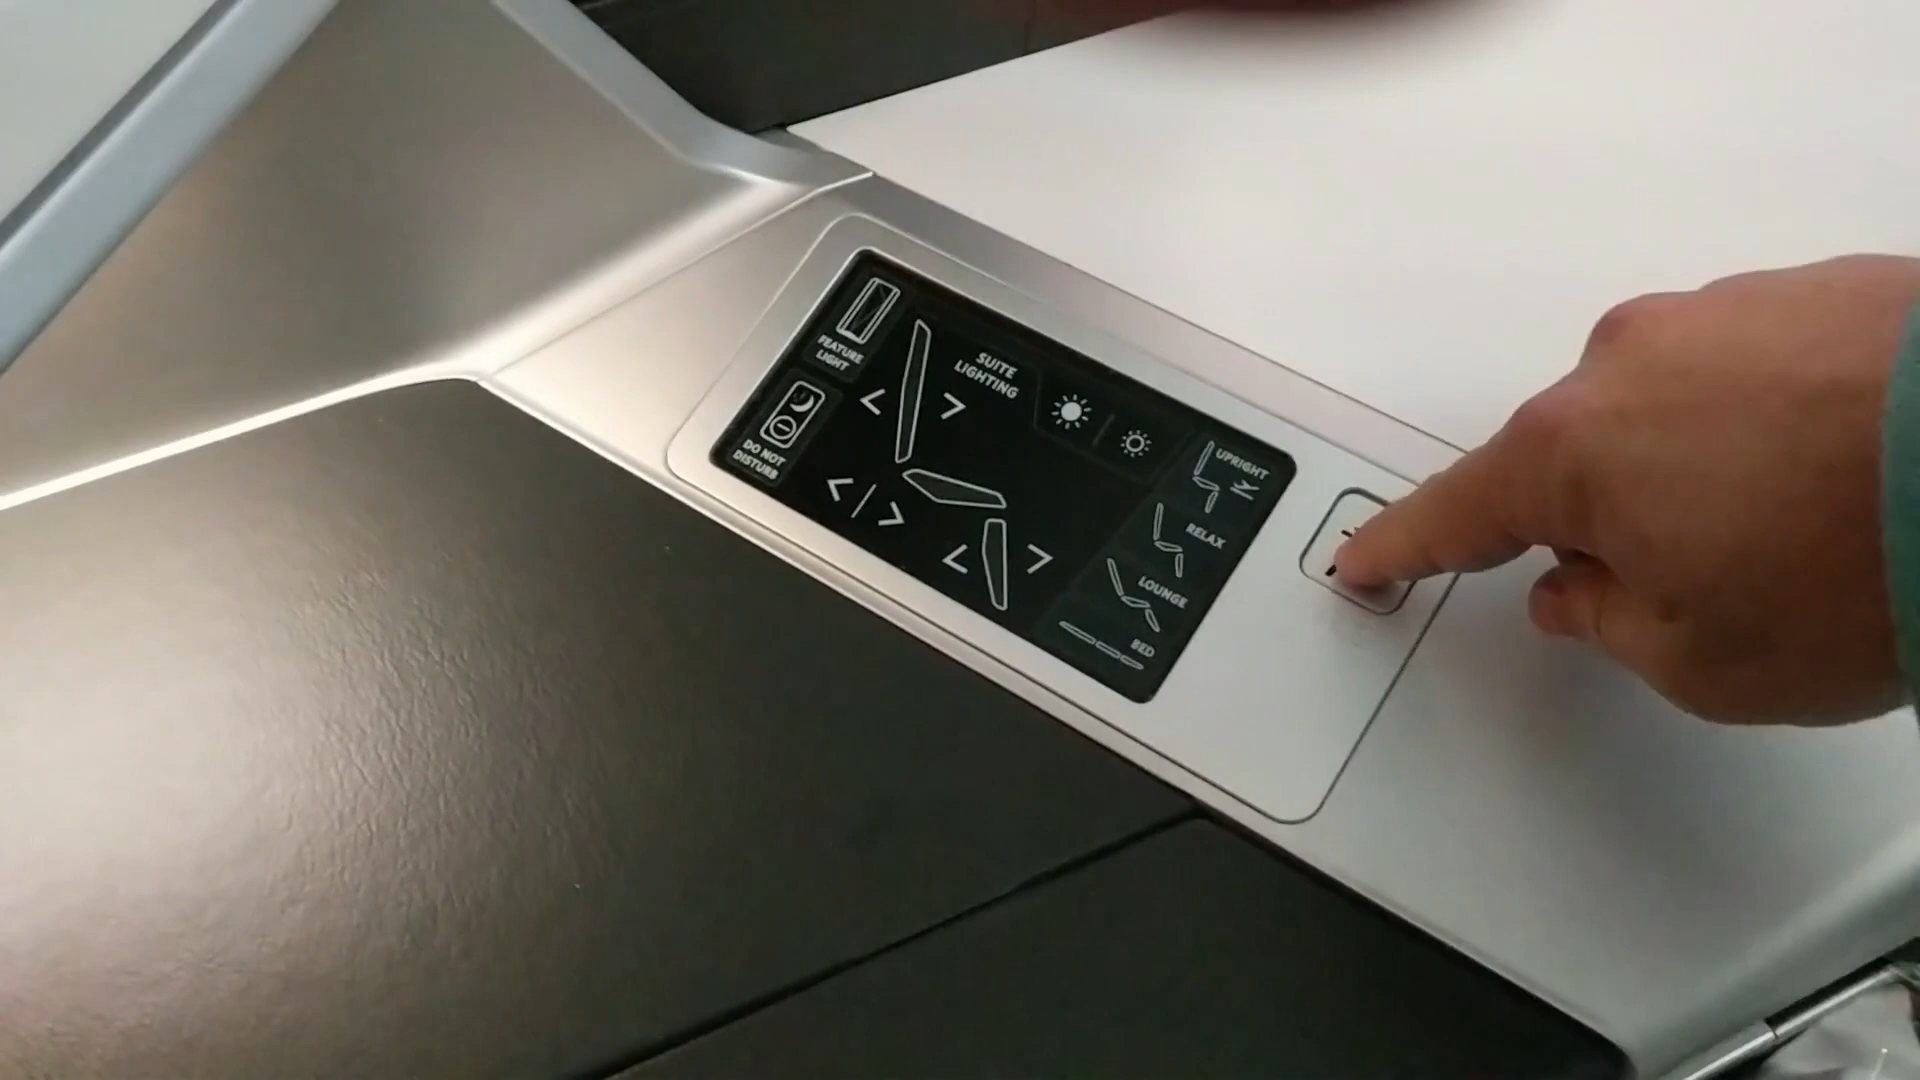 FEATURE
LIGHT
SUITE
LIGHTING
DO NOT
DISTURB
UPRIGHT
RELAX
LOUNGE
BED